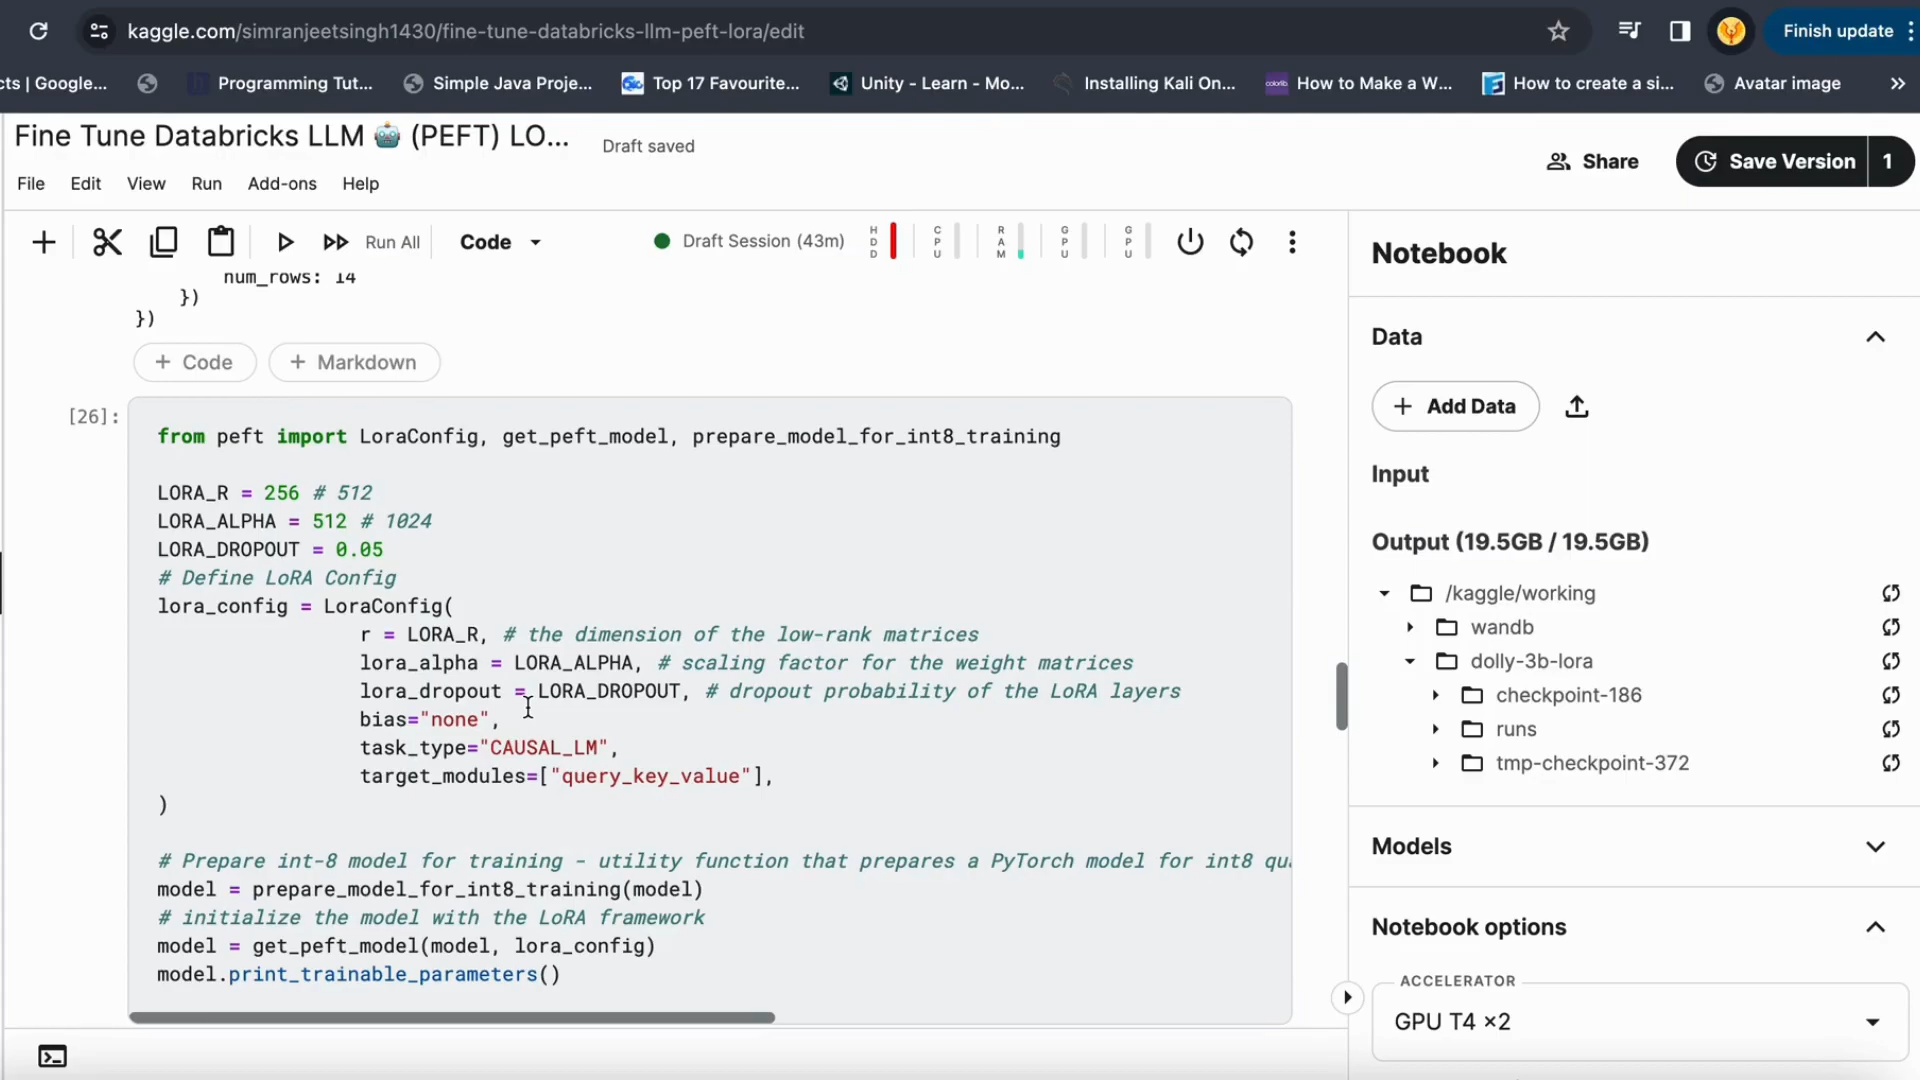 kaggle.com/simranjeetsingh1430/fine-tune-databricks-llm-peft-lora/edit
Finish update
cts | Google...
Programming Tut...
Simple Java Proje...
Top 17 Favourite...
Unity - Learn - Mo...
Installing Kali On...
How to Make a W...
How to create a si...
Avatar image
Fine Tune Databricks LLM 🤖 (PEFT) LO...
Draft saved
Share
Save Version
1
File
Edit
View
Run
Add-ons
Help
Run All
Code
Draft Session (43m)
HDD
CPU
RAM
GPU
GPU
Notebook
num_rows: 14
})
})
+ Code
+ Markdown
[26]:
from peft import LoraConfig, get_peft_model, prepare_model_for_int8_training
LORA_R = 256 # 512
LORA_ALPHA = 512 # 1024
LORA_DROPOUT = 0.05
# Define LoRA Config
lora_config = LoraConfig(
r = LORA_R, # the dimension of the low-rank matrices
lora_alpha = LORA_ALPHA, # scaling factor for the weight matrices
lora_dropout = LORA_DROPOUT, # dropout probability of the LoRA layers
bias="none",
task_type="CAUSAL_LM",
target_modules=["query_key_value"],
)
# Prepare int-8 model for training - utility function that prepares a PyTorch model for int8 qu
model = prepare_model_for_int8_training(model)
# initialize the model with the LoRA framework
model = get_peft_model(model, lora_config)
model.print_trainable_parameters()
Data
+ Add Data
Input
Output (19.5GB / 19.5GB)
/kaggle/working
wandb
dolly-3b-lora
checkpoint-186
runs
tmp-checkpoint-372
Models
Notebook options
ACCELERATOR
GPU T4 ×2